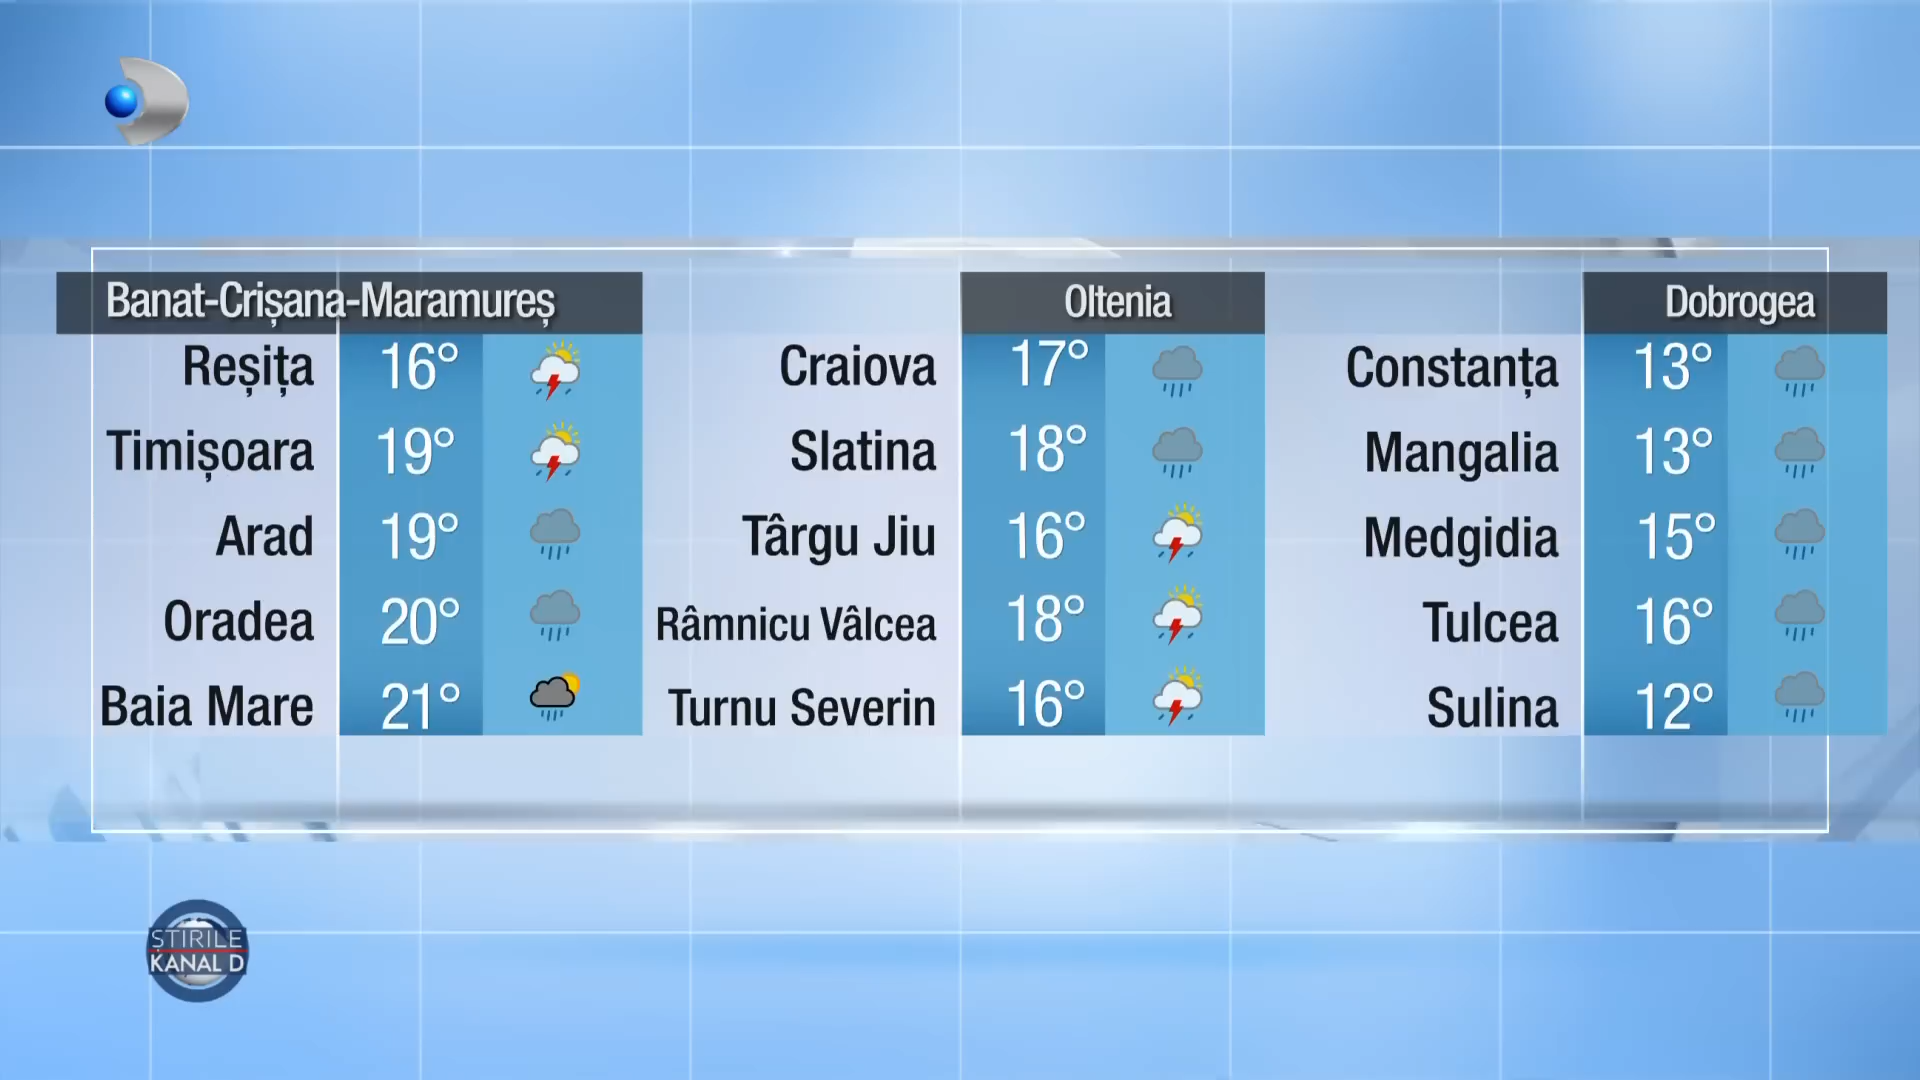 Banat-Crișana-Maramureș
Reșița 16°
Timișoara 19°
Arad 19°
Oradea 20°
Baia Mare 21°
Oltenia
Craiova 17°
Slatina 18°
Târgu Jiu 16°
Râmnicu Vâlcea 18°
Turnu Severin 16°
Dobrogea
Constanța 13°
Mangalia 13°
Medgidia 15°
Tulcea 16°
Sulina 12°
ȘTIRILE
KANAL D